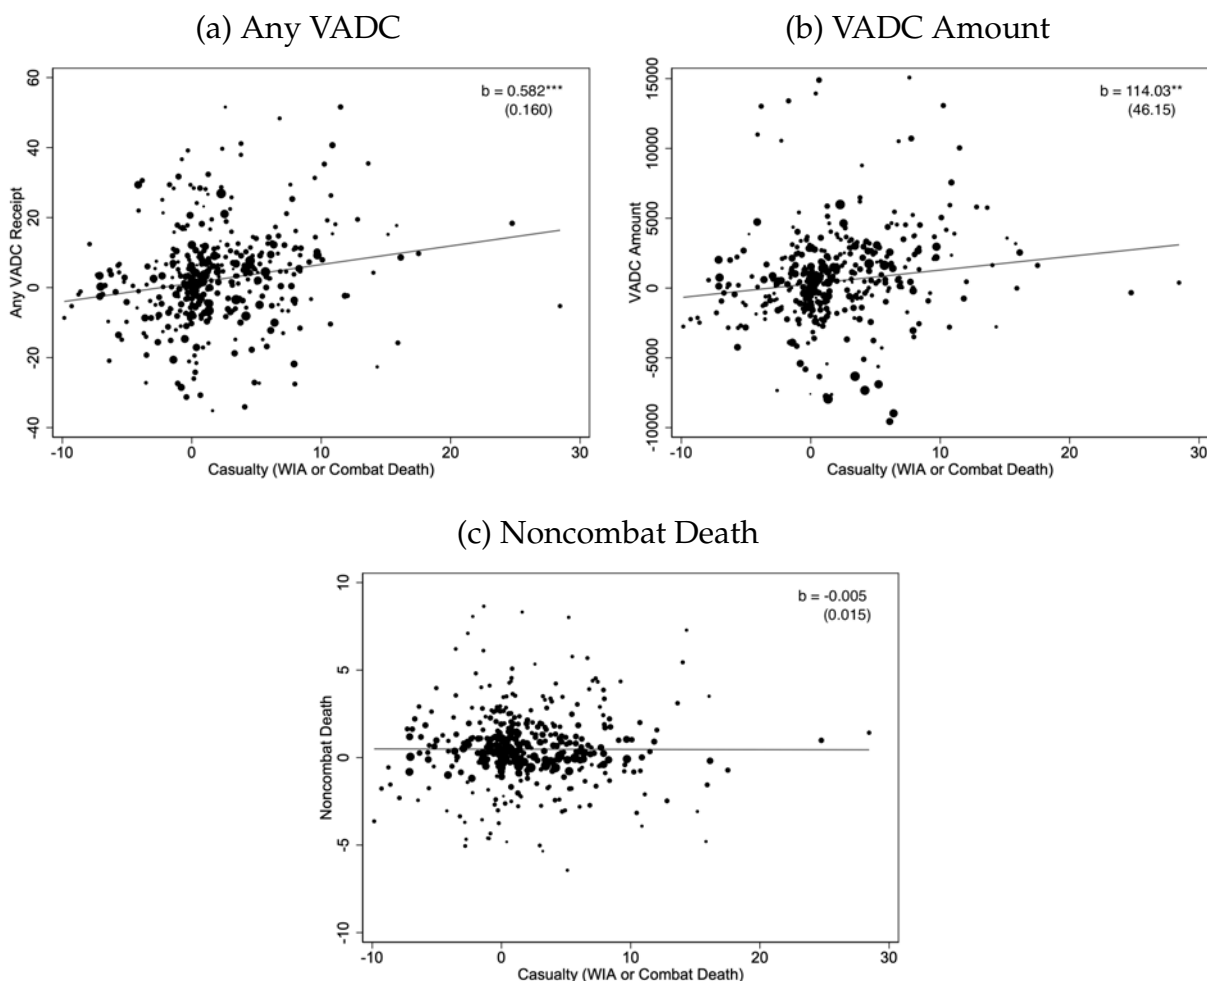 (a) Any VADC
60
40
20
0
-20
-40
Any VADC Receipt
b = 0.582***
(0.160)
-10 0 10 20 30
Casualty (WIA or Combat Death)
(b) VADC Amount
15000
10000
5000
0
-5000
-10000
VADC Amount
b = 114.03**
(46.15)
-10 0 10 20 30
Casualty (WIA or Combat Death)
(c) Noncombat Death
10
5
0
-5
-10
Noncombat Death
b = -0.005
(0.015)
-10 0 10 20 30
Casualty (WIA or Combat Death)